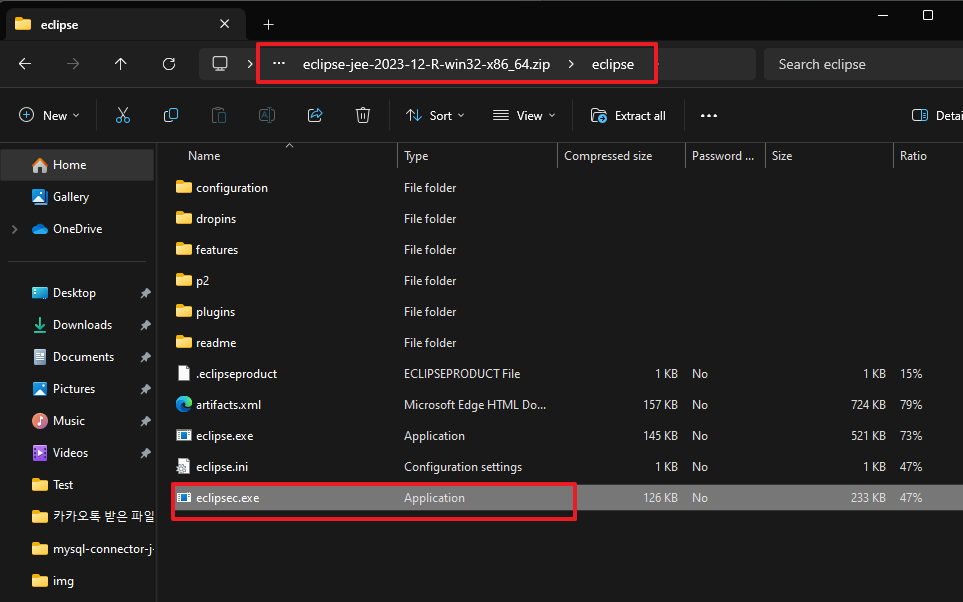 eclipse
eclipse-jee-2023-12-R-win32-x86_64.zip > eclipse
Search eclipse
New
Sort
View
Extract all
Detai
Name Type Compressed size Password ... Size Ratio
Home
Gallery
OneDrive
Desktop
Downloads
Documents
Pictures
Music
Videos
Test
카카오톡 받은 파일
mysql-connector-j-
img
configuration File folder
dropins File folder
features File folder
p2 File folder
plugins File folder
readme File folder
.eclipseproduct ECLIPSEPRODUCT File 1 KB No 1 KB 15%
artifacts.xml Microsoft Edge HTML Do... 157 KB No 724 KB 79%
eclipse.exe Application 145 KB No 521 KB 73%
eclipse.ini Configuration settings 1 KB No 1 KB 47%
eclipsec.exe Application 126 KB No 233 KB 47%